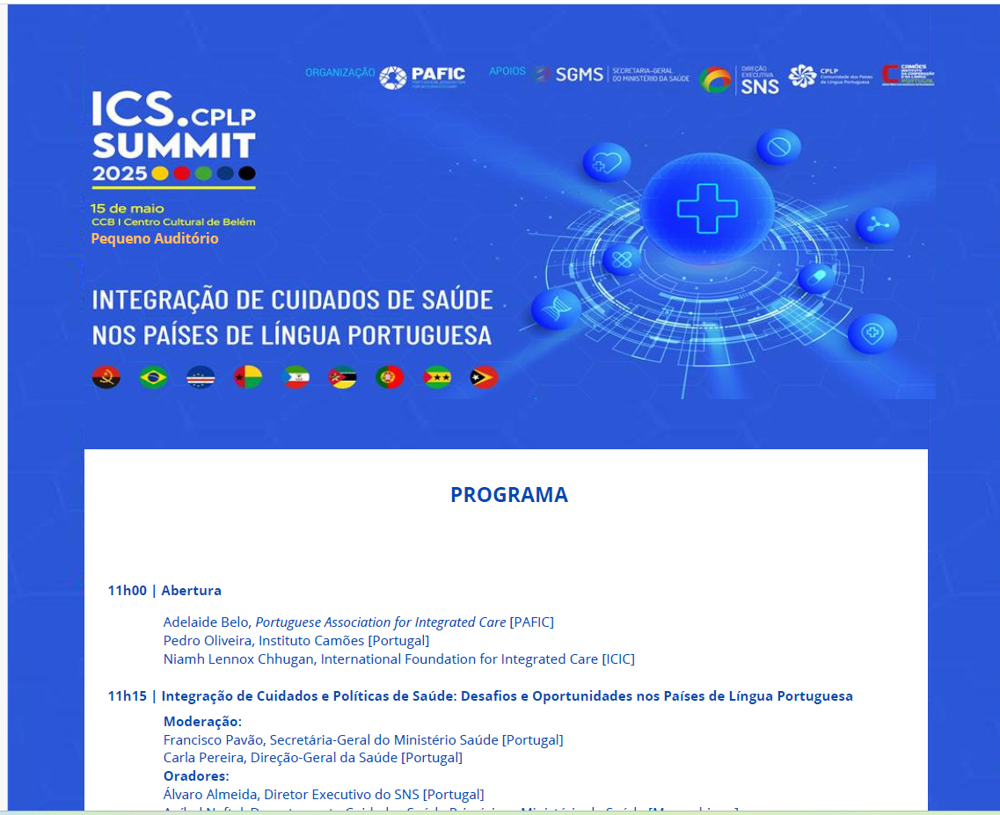 ORGANIZAÇÃO
PAFIC
APOIOS
SGMS
SECRETARIA-GERAL
DO MINISTÉRIO DA SAÚDE
DIREÇÃO
EXECUTIVA
SNS
CPLP
Comunidade dos Países
de Língua Portuguesa
CAMÕES
INSTITUTO
DA COOPERAÇÃO
E DA LÍNGUA
PORTUGAL
ICS.CPLP
SUMMIT
2025
15 de maio
CCB I Centro Cultural de Belém
Pequeno Auditório
INTEGRAÇÃO DE CUIDADOS DE SAÚDE
NOS PAÍSES DE LÍNGUA PORTUGUESA
PROGRAMA
11h00 | Abertura
Adelaide Belo, Portuguese Association for Integrated Care [PAFIC]
Pedro Oliveira, Instituto Camões [Portugal]
Niamh Lennox Chhugan, International Foundation for Integrated Care [ICIC]
11h15 | Integração de Cuidados e Políticas de Saúde: Desafios e Oportunidades nos Países de Língua Portuguesa
Moderação:
Francisco Pavão, Secretária-Geral do Ministério Saúde [Portugal]
Carla Pereira, Direção-Geral da Saúde [Portugal]
Oradores:
Álvaro Almeida, Diretor Executivo do SNS [Portugal]